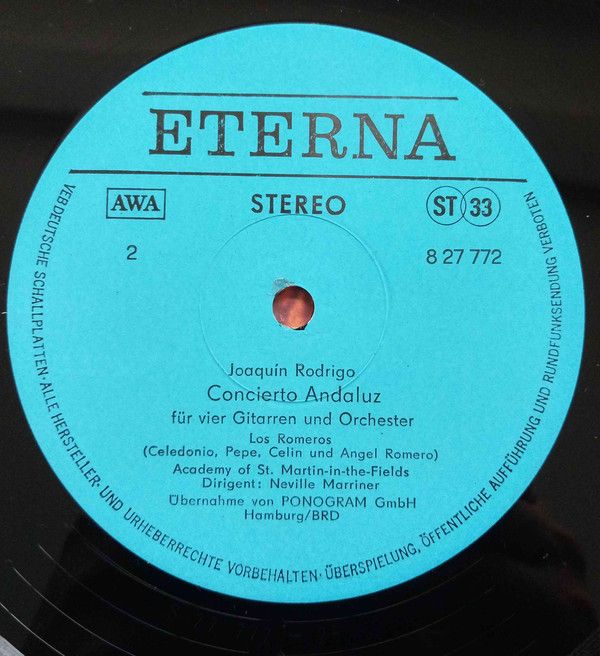 ETERNA
AWA
STEREO
ST 33
2
8 27 772
Joaquín Rodrigo
Concierto Andaluz
für vier Gitarren und Orchester
Los Romeros
(Celedonio, Pepe, Celin und Angel Romero)
Academy of St. Martin-in-the-Fields
Dirigent: Neville Marriner
Übernahme von PONOGRAM GmbH
Hamburg/BRD
VEB DEUTSCHE SCHALLPLATTEN · ALLE HERSTELLER- UND URHEBERRECHTE VORBEHALTEN · ÜBERSPIELUNG, ÖFFENTLICHE AUFFÜHRUNG UND RUNDFUNKSENDUNG VERBOTEN